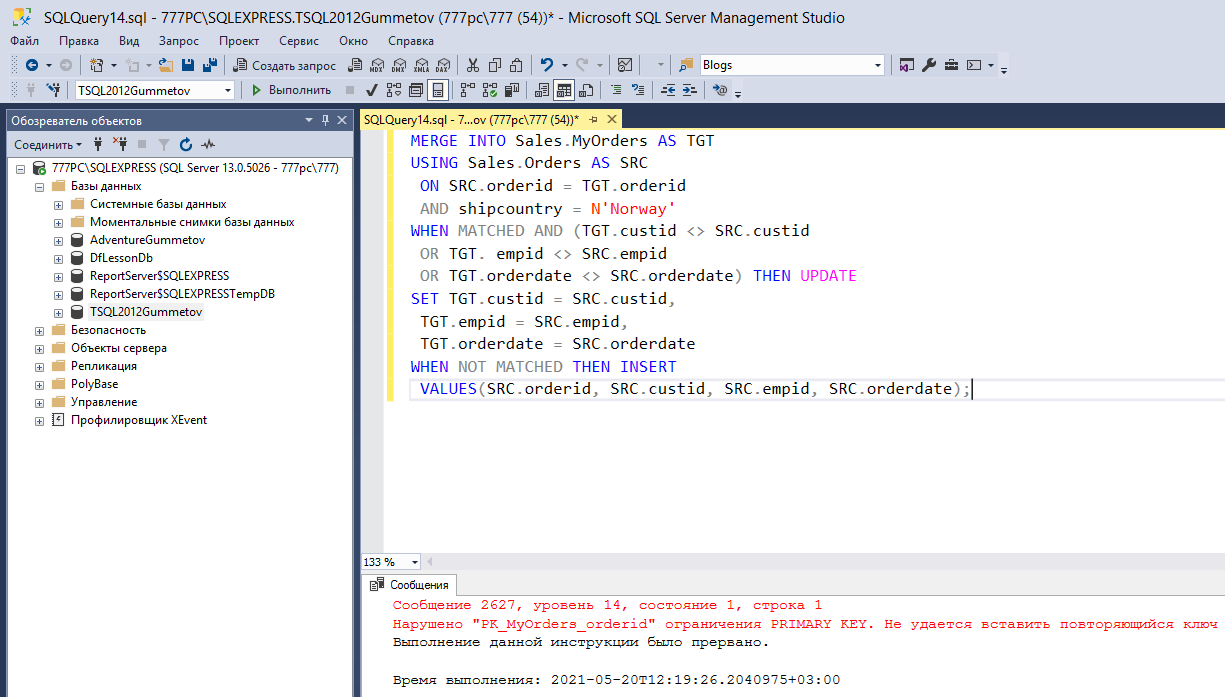 SQLQuery14.sql - 777PC\SQLEXPRESS.TSQL2012Gummetov (777pc\777 (54))* - Microsoft SQL Server Management Studio
Файл Правка Вид Запрос Проект Сервис Окно Справка
Создать запрос MDX DMX XMLA DAX Blogs
TSQL2012Gummetov Выполнить
Обозреватель объектов
SQLQuery14.sql - 7...ov (777pc\777 (54))*
Соединить
777PC\SQLEXPRESS (SQL Server 13.0.5026 - 777pc\777)
Базы данных
Системные базы данных
Моментальные снимки базы данных
AdventureGummetov
DfLessonDb
ReportServer$SQLEXPRESS
ReportServer$SQLEXPRESSTempDB
TSQL2012Gummetov
Безопасность
Объекты сервера
Репликация
PolyBase
Управление
Профилировщик XEvent
MERGE INTO Sales.MyOrders AS TGT
USING Sales.Orders AS SRC
ON SRC.orderid = TGT.orderid
AND shipcountry = N'Norway'
WHEN MATCHED AND (TGT.custid <> SRC.custid
OR TGT. empid <> SRC.empid
OR TGT.orderdate <> SRC.orderdate) THEN UPDATE
SET TGT.custid = SRC.custid,
TGT.empid = SRC.empid,
TGT.orderdate = SRC.orderdate
WHEN NOT MATCHED THEN INSERT
VALUES(SRC.orderid, SRC.custid, SRC.empid, SRC.orderdate);
133 %
Сообщения
Сообщение 2627, уровень 14, состояние 1, строка 1
Нарушено "PK_MyOrders_orderid" ограничения PRIMARY KEY. Не удается вставить повторяющийся ключ
Выполнение данной инструкции было прервано.
Время выполнения: 2021-05-20T12:19:26.2040975+03:00